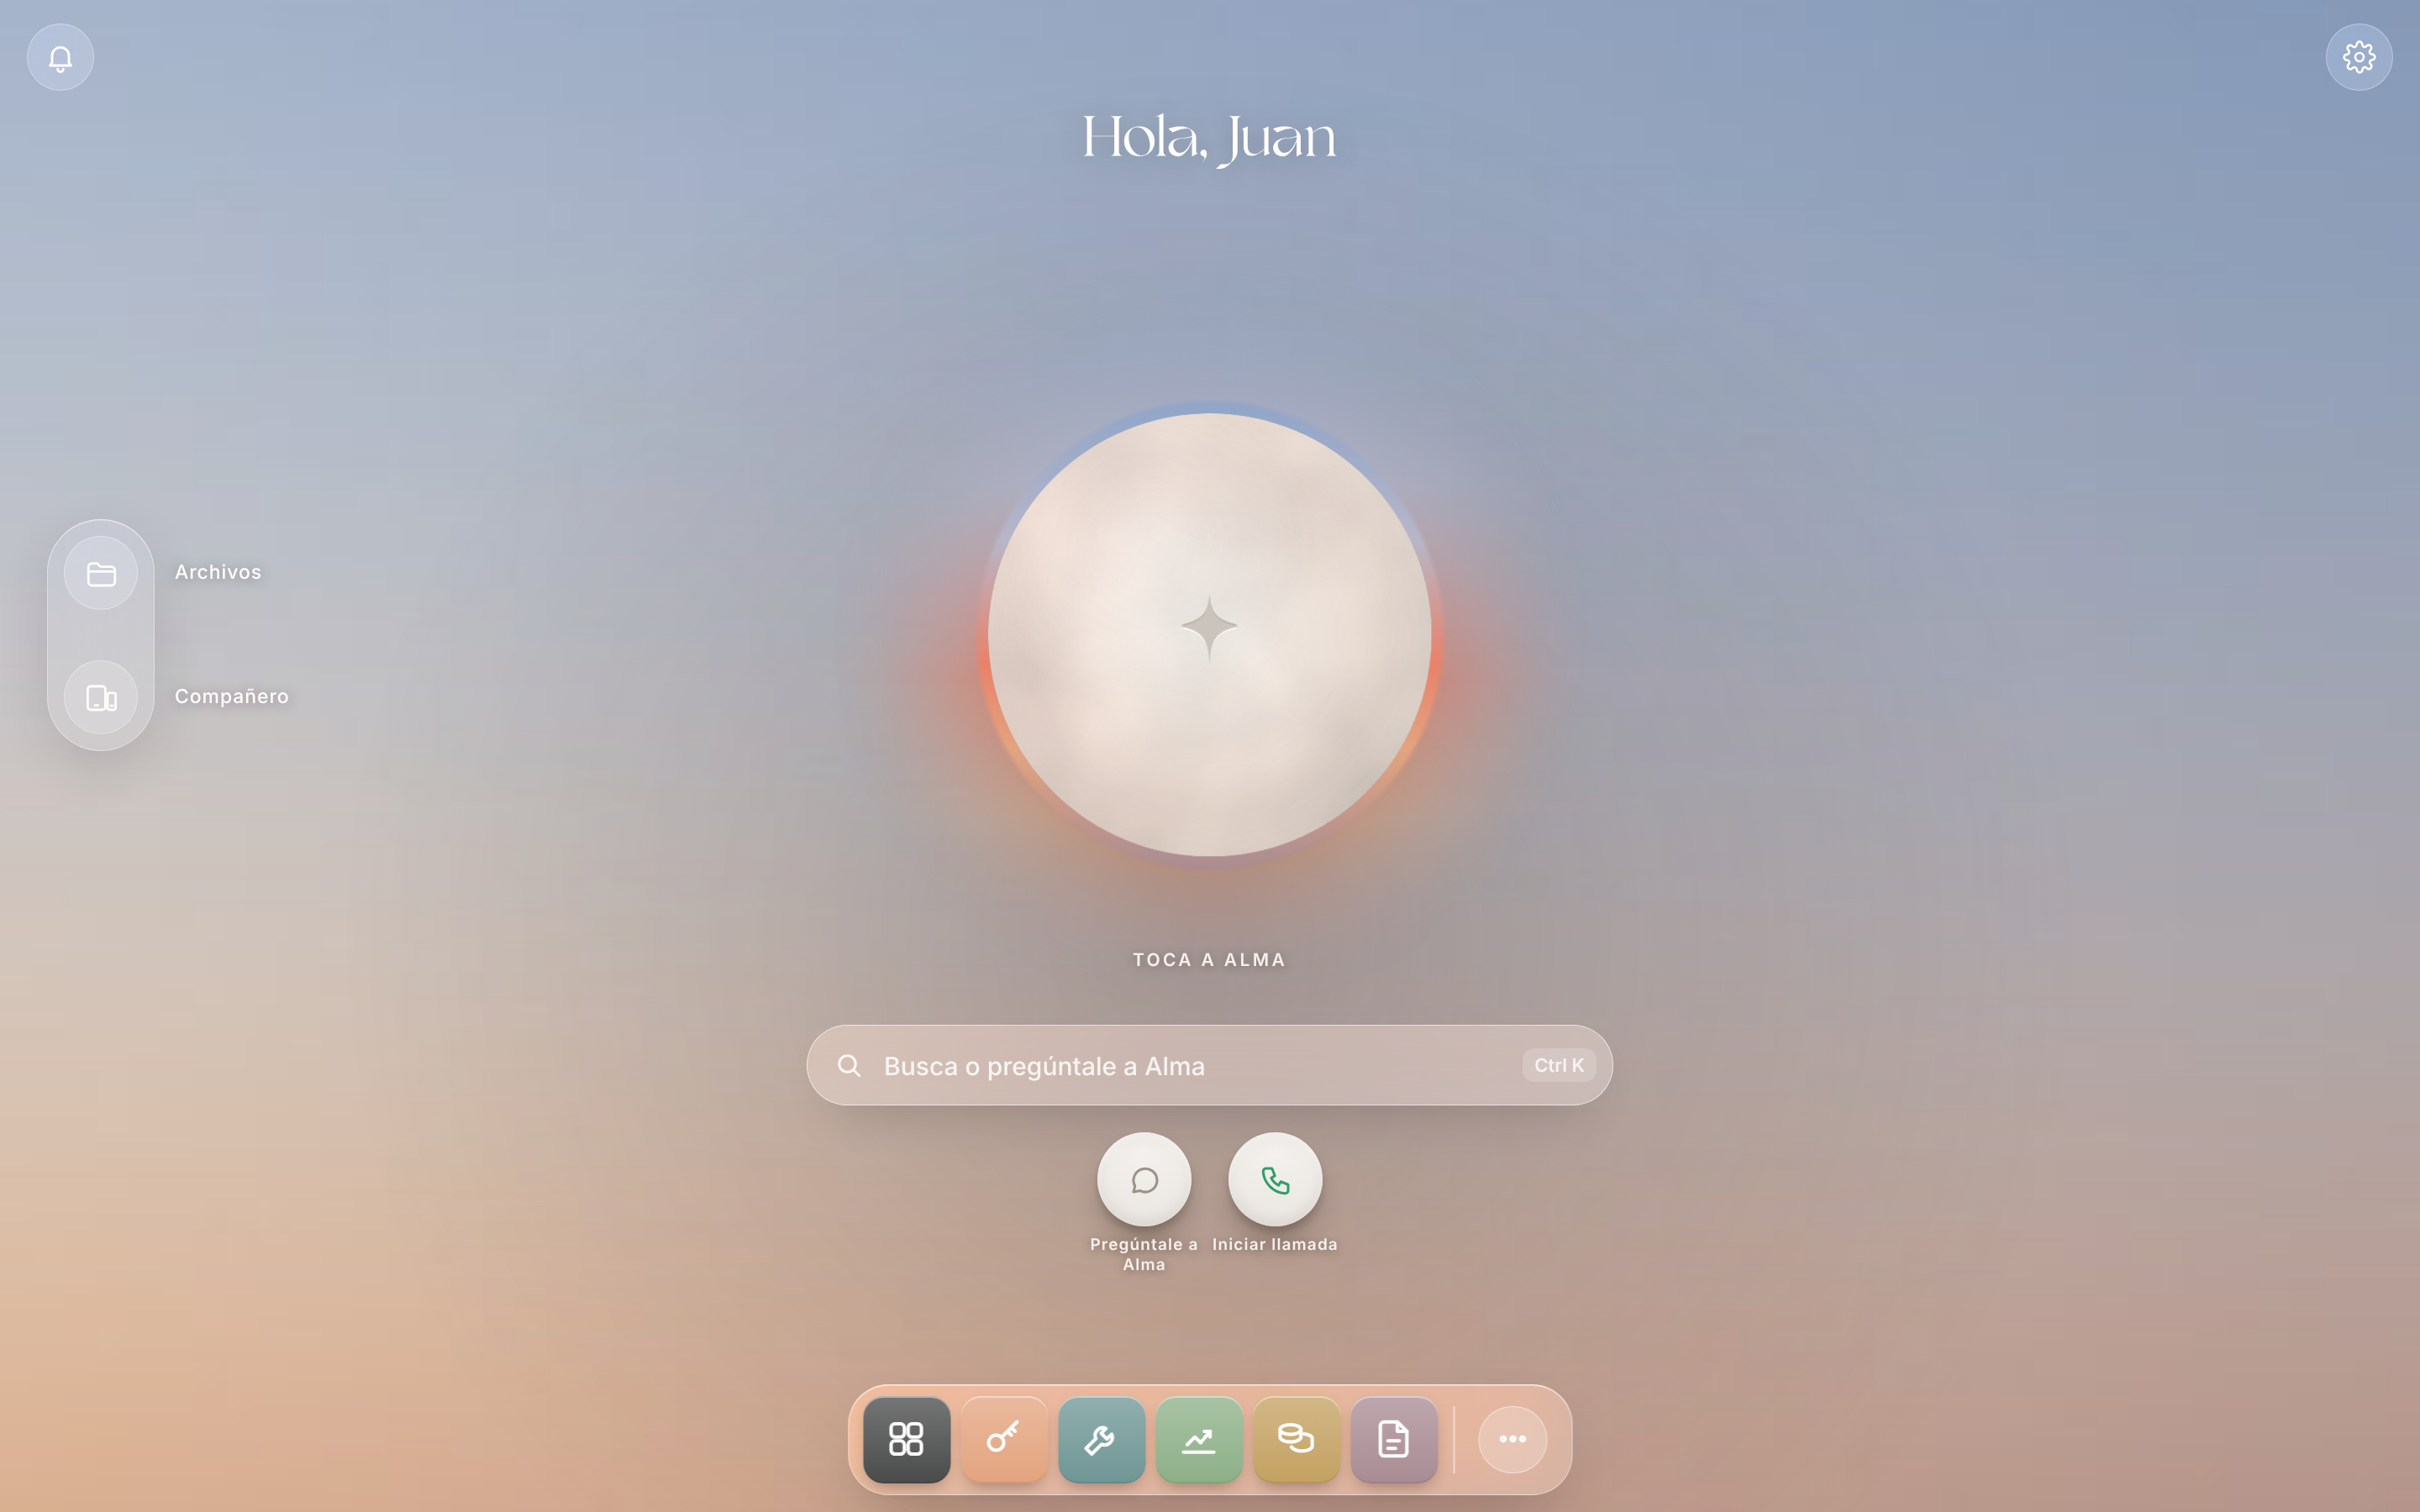 Hola, Juan
Archivos
Compañero
TOCA A ALMA
Busca o pregúntale a Alma
Ctrl K
Pregúntale a
Alma
Iniciar llamada